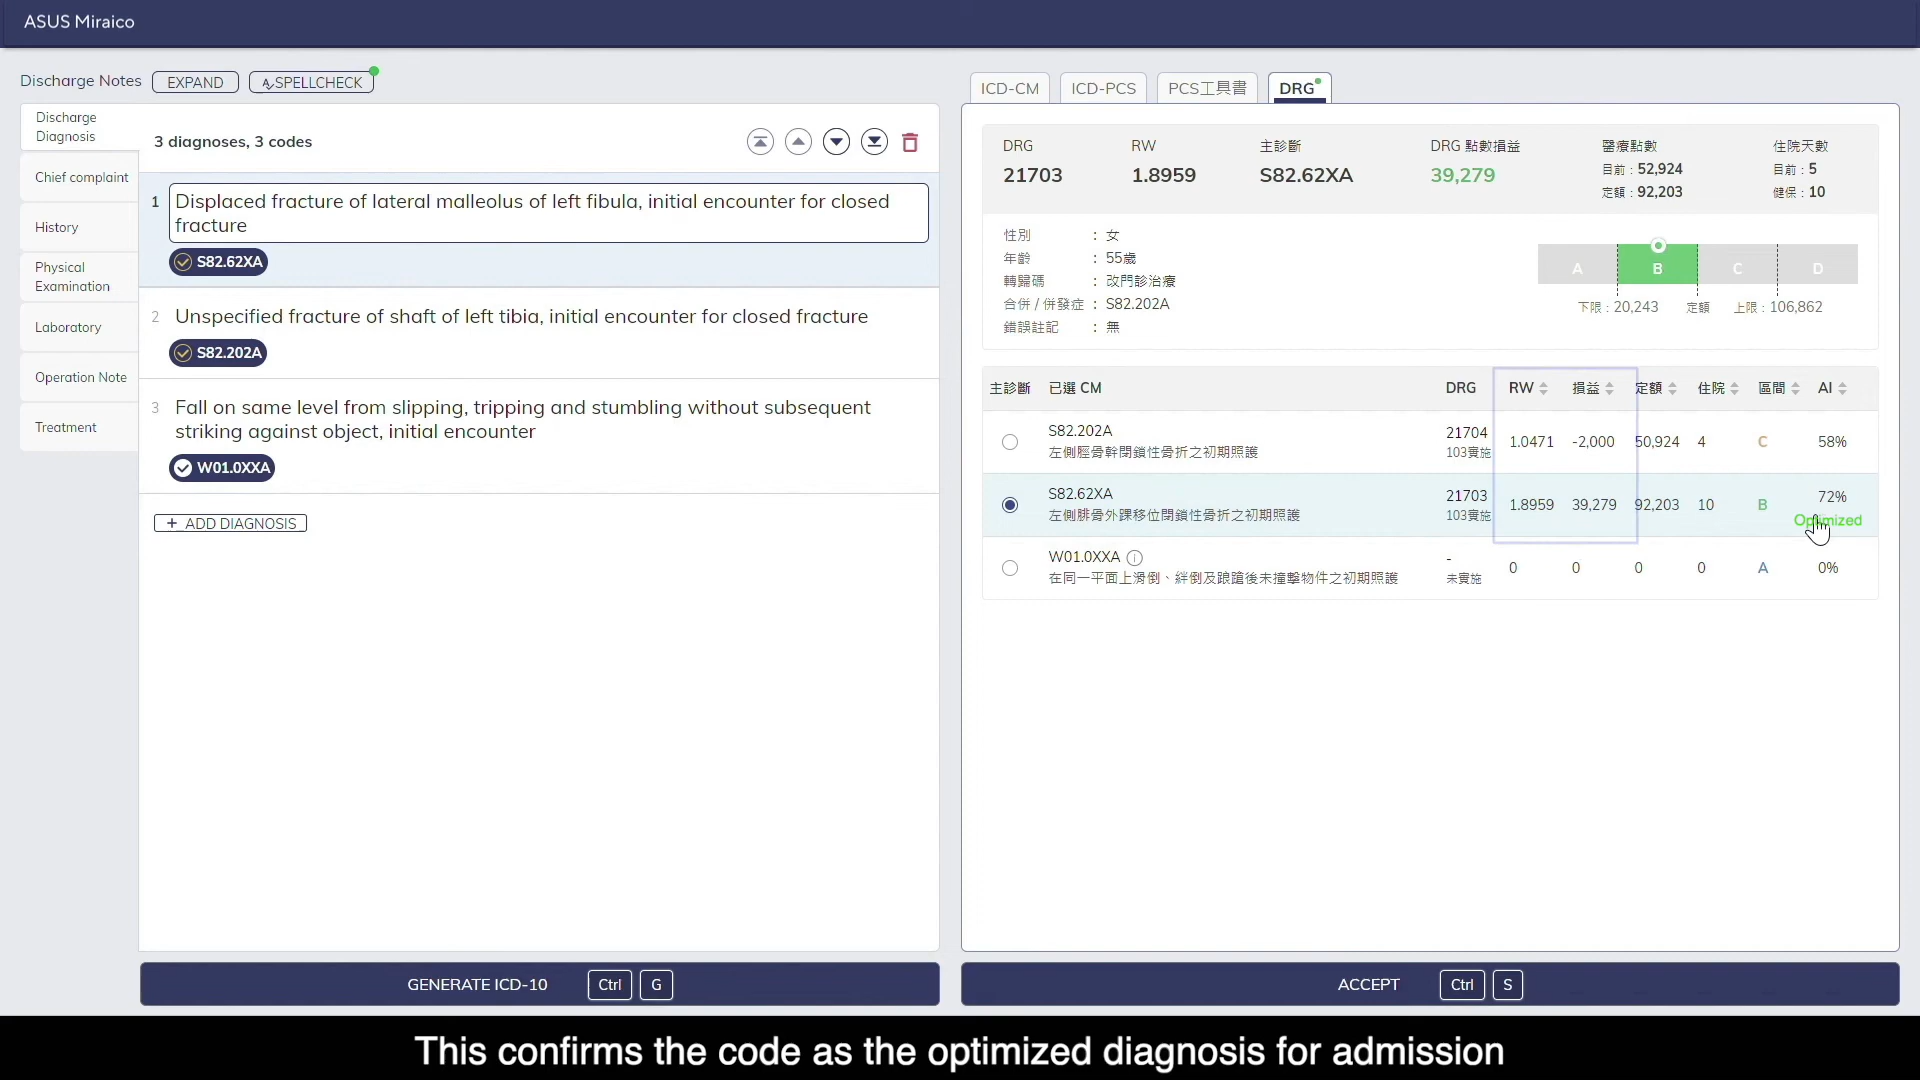 ASUS Miraico
Discharge Notes
EXPAND
SPELLCHECK
Discharge
Diagnosis
Chief complaint
History
Physical
Examination
Laboratory
Operation Note
Treatment
3 diagnoses, 3 codes
1
Displaced fracture of lateral malleolus of left fibula, initial encounter for closed
fracture
S82.62XA
2
Unspecified fracture of shaft of left tibia, initial encounter for closed fracture
S82.202A
3
Fall on same level from slipping, tripping and stumbling without subsequent
striking against object, initial encounter
W01.0XXA
+ ADD DIAGNOSIS
GENERATE ICD-10 Ctrl G
ICD-CM ICD-PCS PCS工具書 DRG
DRG RW 主診斷 DRG 點數損益 醫療點數 住院天數
21703 1.8959 S82.62XA 39,279 目前：52,924 目前：5
定額：92,203 健保：10
性別 ：女
年齡 ：55歲
轉歸碼 ：改門診治療
合併 / 併發症 ：S82.202A
錯誤註記 ：無
A B C D
下限：20,243 定額 上限：106,862
主診斷 已選 CM DRG RW 損益 定額 住院 區間 AI
S82.202A 21704 1.0471 -2,000 50,924 4 C 58%
左側脛骨幹閉鎖性骨折之初期照護 103實施
S82.62XA 21703 1.8959 39,279 92,203 10 B 72%
左側腓骨外踝移位閉鎖性骨折之初期照護 103實施 Optimized
W01.0XXA - 0 0 0 0 A 0%
在同一平面上滑倒、絆倒及踉蹌後未撞擊物件之初期照護 未實施
ACCEPT Ctrl S
This confirms the code as the optimized diagnosis for admission